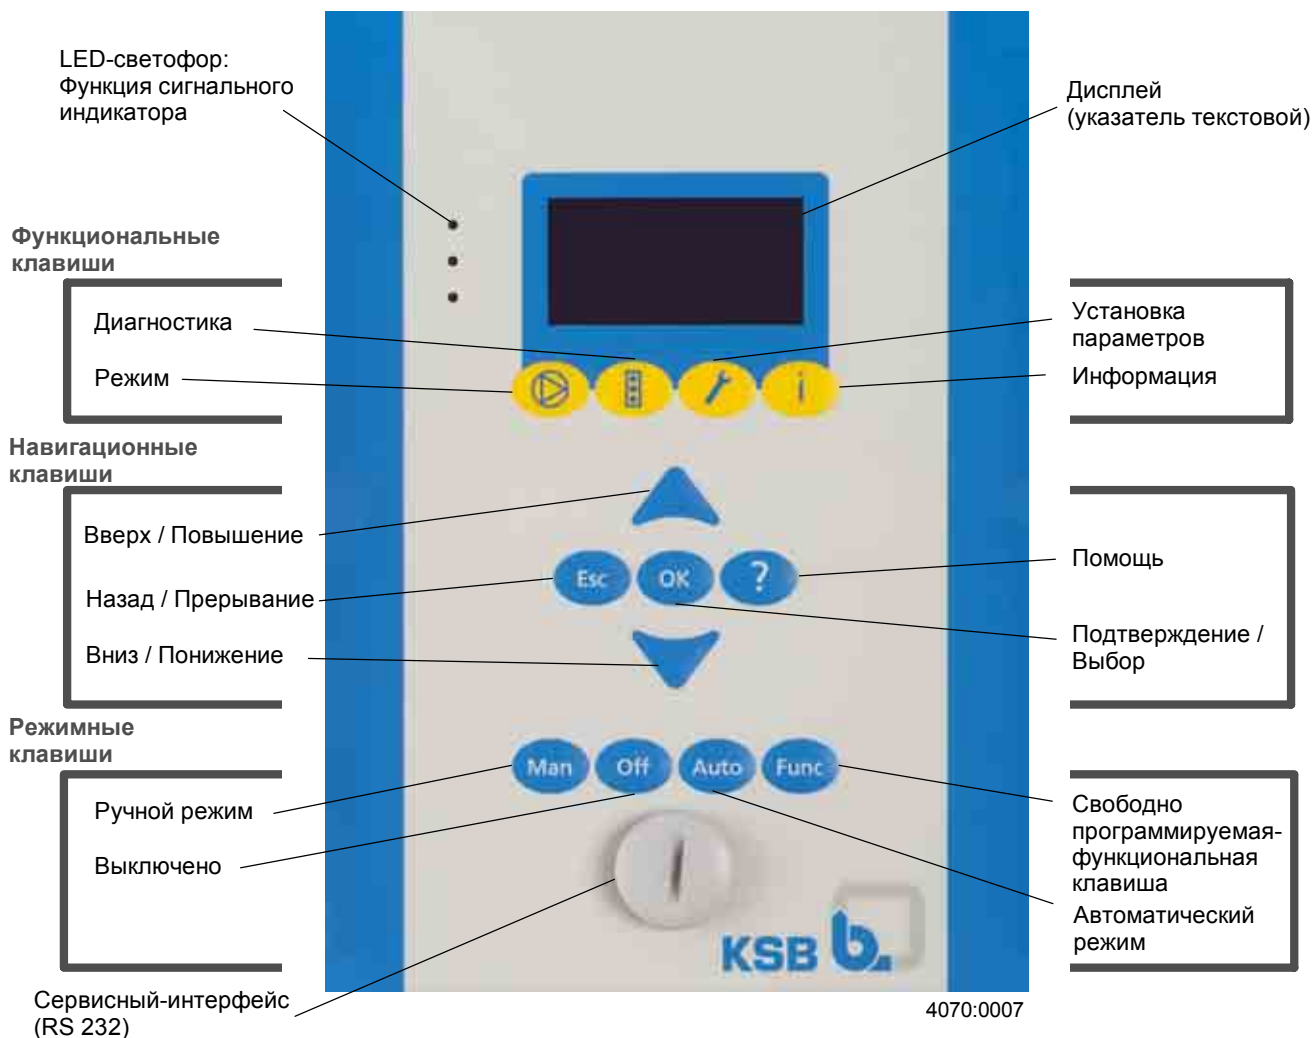 LED-светофор:
Функция сигнального
индикатора
Дисплей
(указатель текстовой)
Функциональные
клавиши
Диагностика
Режим
Установка
параметров
Информация
i
Навигационные
клавиши
Вверх / Повышение
Назад / Прерывание
Вниз / Понижение
Esc
OK
?
Помощь
Подтверждение /
Выбор
Режимные
клавиши
Ручной режим
Выключено
Man
Off
Auto
Func
Свободно
программируемая-
функциональная
клавиша
Автоматический
режим
KSB b.
Сервисный-интерфейс
(RS 232)
4070:0007